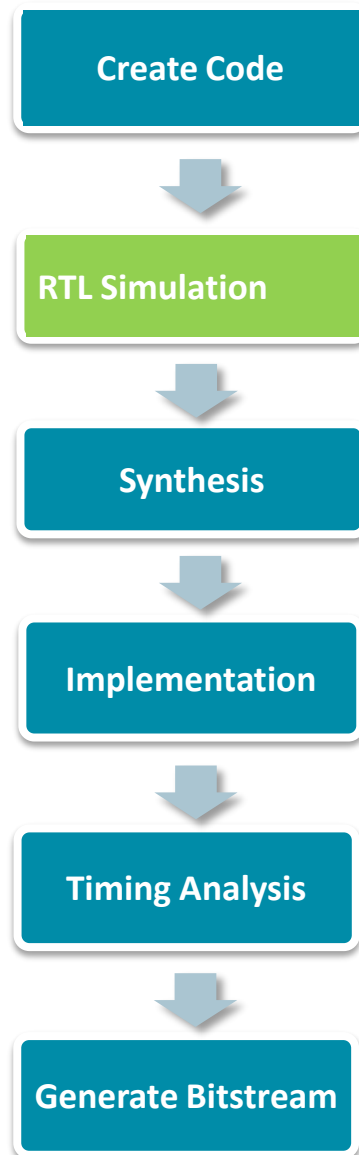 Create Code
RTL Simulation
Synthesis
Implementation
Timing Analysis
Generate Bitstream